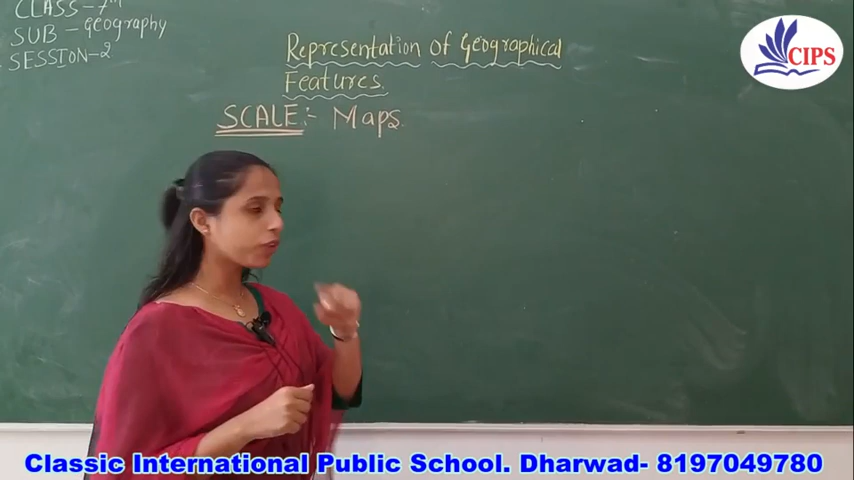 CLASS - 7th
SUB - Geography
SESSION - 2
Representation of Geographical
Features.
SCALE :- Maps.
CIPS
Classic International Public School. Dharwad- 8197049780